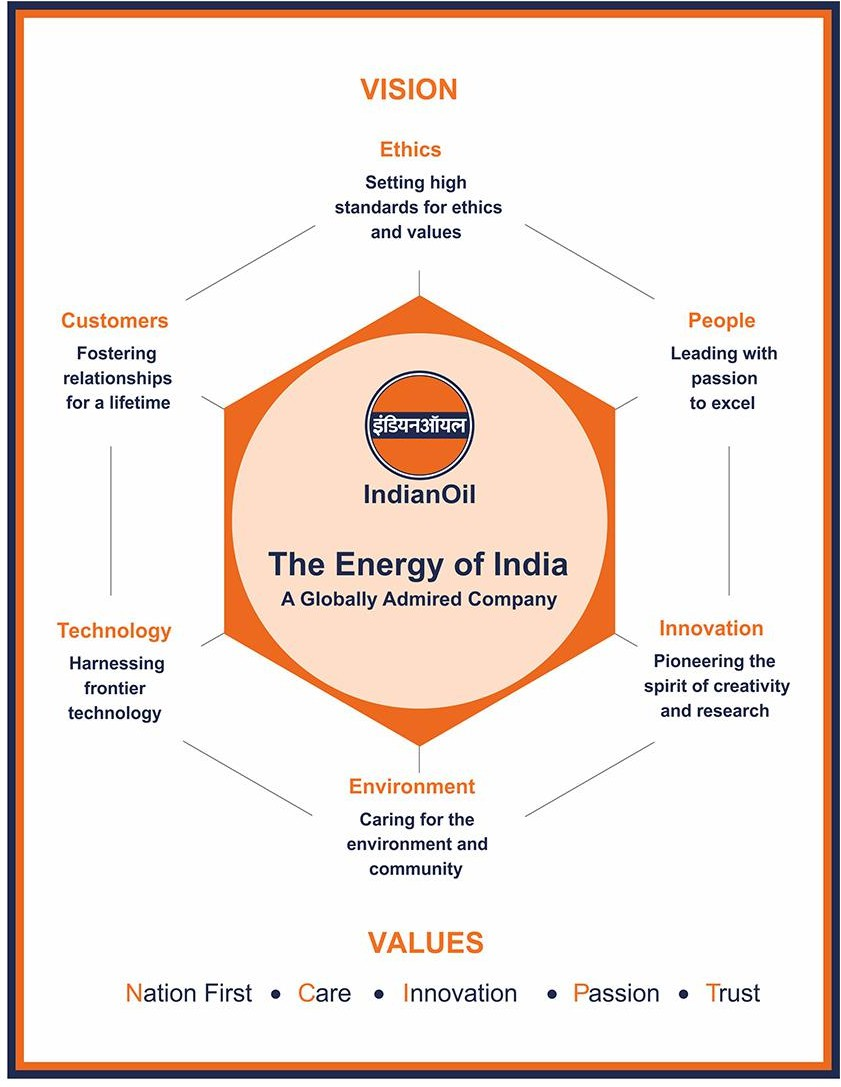 VISION
Ethics
Setting high
standards for ethics
and values
Customers
Fostering
relationships
for a lifetime
People
Leading with
passion
to excel
इंडियनऑयल
IndianOil
The Energy of India
A Globally Admired Company
Technology
Harnessing
frontier
technology
Innovation
Pioneering the
spirit of creativity
and research
Environment
Caring for the
environment and
community
VALUES
Nation First • Care • Innovation • Passion • Trust